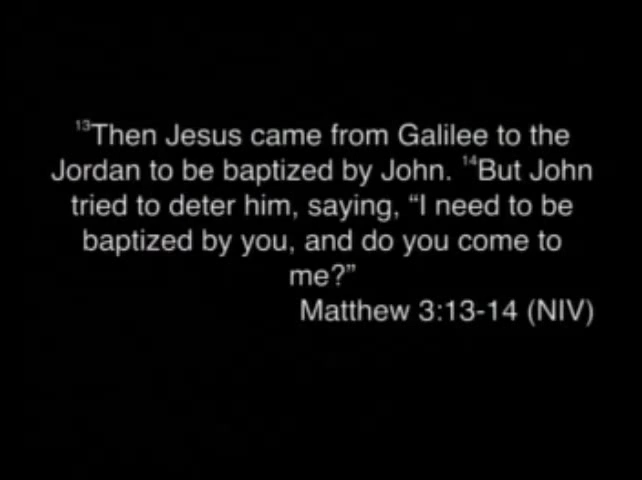 ¹³Then Jesus came from Galilee to the
Jordan to be baptized by John. ¹⁴But John
tried to deter him, saying, “I need to be
baptized by you, and do you come to
me?”
Matthew 3:13-14 (NIV)